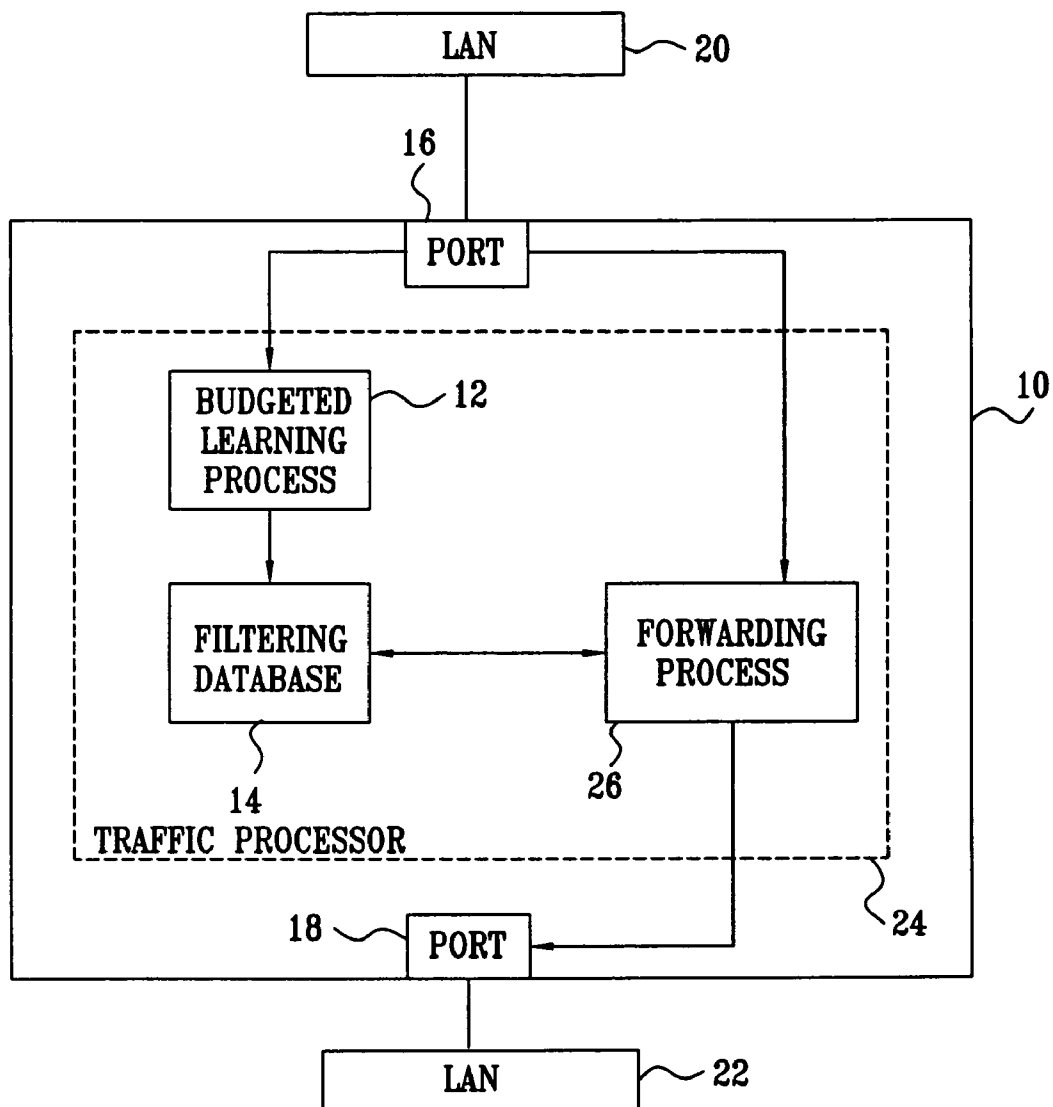 LAN
20
16
PORT
BUDGETED
LEARNING
PROCESS
12
10
FILTERING
DATABASE
FORWARDING
PROCESS
14
26
TRAFFIC PROCESSOR
24
18
PORT
LAN
22